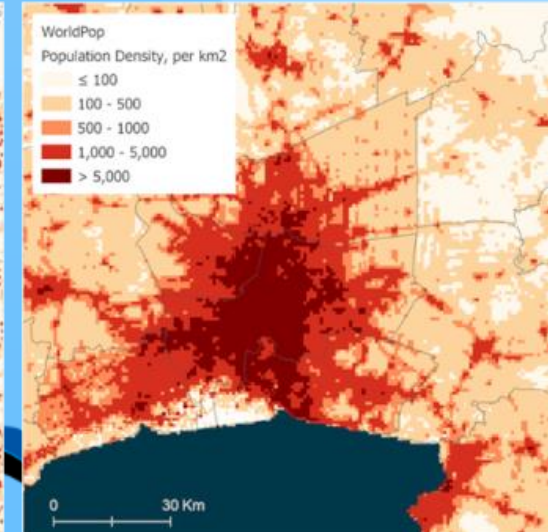 WorldPop
Population Density, per km2
≤ 100
100 - 500
500 - 1000
1,000 - 5,000
> 5,000
0 30 Km